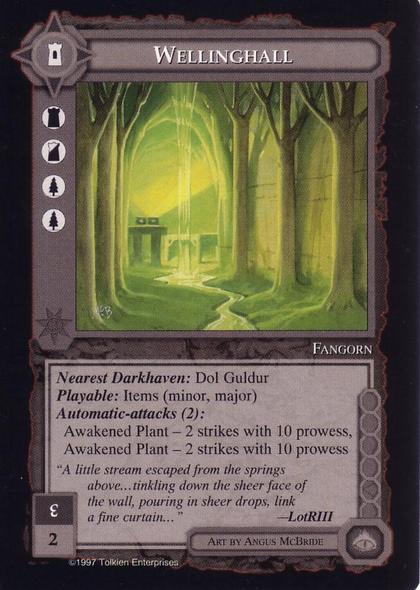 WELLINGHALL
McB
FANGORN
Nearest Darkhaven: Dol Guldur
Playable: Items (minor, major)
Automatic-attacks (2):
Awakened Plant – 2 strikes with 10 prowess,
Awakened Plant – 2 strikes with 10 prowess
“A little stream escaped from the springs
above...tinkling down the sheer face of
the wall, pouring in sheer drops, link
a fine curtain...” —LotRIII
ε
2
ART BY ANGUS MCBRIDE
©1997 Tolkien Enterprises